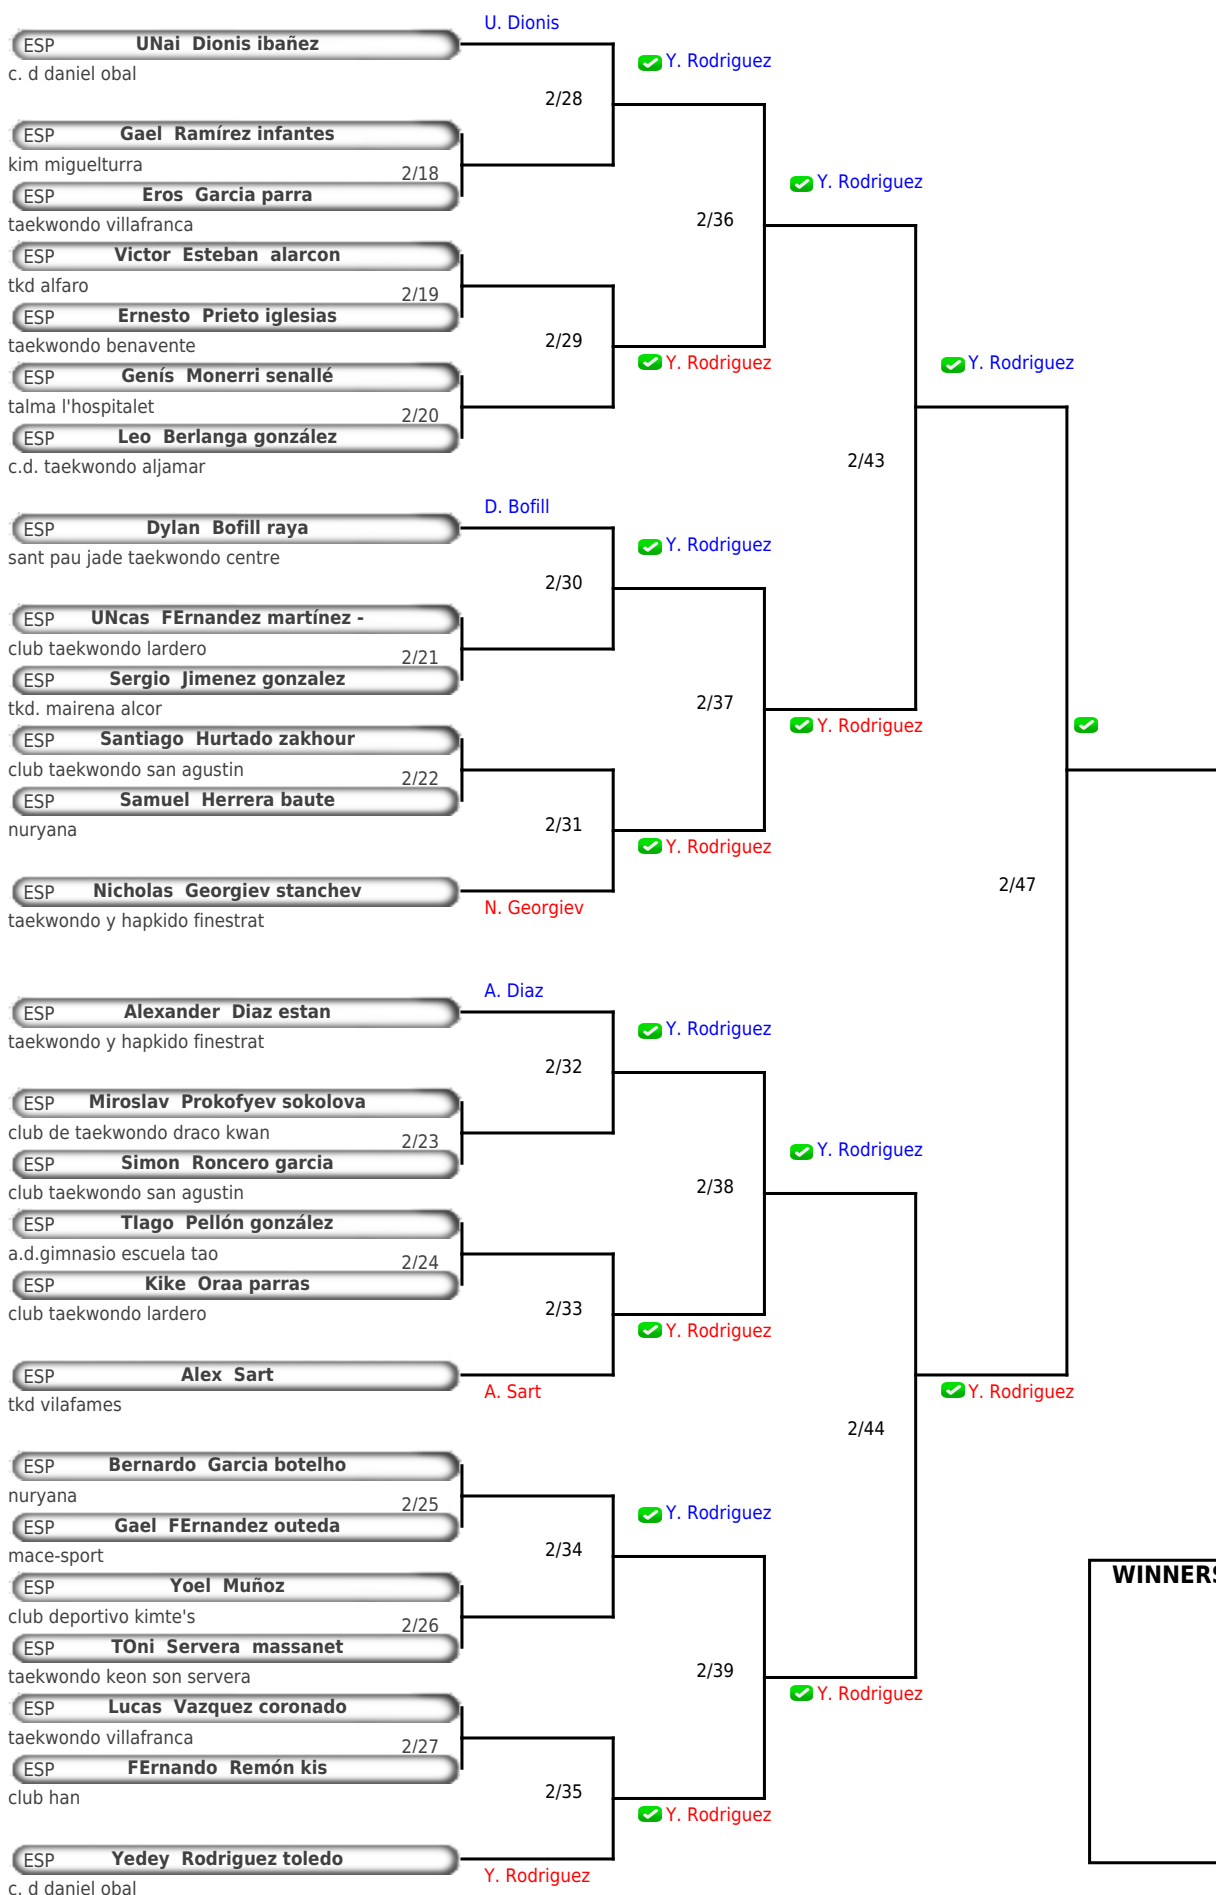 U. Dionis
ESP UNai Dionis ibañez
Y. Rodriguez
c. d daniel obal
2/28
ESP Gael Ramírez infantes
kim miguelturra
2/18
Y. Rodriguez
ESP Eros Garcia parra
2/36
taekwondo villafranca
ESP Victor Esteban alarcon
tkd alfaro
2/19
ESP Ernesto Prieto iglesias
2/29
taekwondo benavente
Y. Rodriguez
Y. Rodriguez
ESP Genís Monerri senallé
talma l'hospitalet
2/20
ESP Leo Berlanga gonzález
2/43
c.d. taekwondo aljamar
D. Bofill
ESP Dylan Bofill raya
Y. Rodriguez
sant pau jade taekwondo centre
2/30
ESP UNcas FErnandez martínez -
club taekwondo lardero
2/21
ESP Sergio Jimenez gonzalez
2/37
tkd. mairena alcor
Y. Rodriguez
ESP Santiago Hurtado zakhour
club taekwondo san agustin
2/22
ESP Samuel Herrera baute
2/31
nuryana
Y. Rodriguez
2/47
ESP Nicholas Georgiev stanchev
N. Georgiev
taekwondo y hapkido finestrat
A. Diaz
ESP Alexander Diaz estan
Y. Rodriguez
taekwondo y hapkido finestrat
2/32
ESP Miroslav Prokofyev sokolova
club de taekwondo draco kwan
2/23
Y. Rodriguez
ESP Simon Roncero garcia
2/38
club taekwondo san agustin
ESP TIago Pellón gonzález
a.d.gimnasio escuela tao
2/24
ESP Kike Oraa parras
2/33
club taekwondo lardero
Y. Rodriguez
ESP Alex Sart
A. Sart
Y. Rodriguez
tkd vilafames
2/44
ESP Bernardo Garcia botelho
nuryana
2/25
Y. Rodriguez
ESP Gael FErnandez outeda
2/34
mace-sport
WINNERS
ESP Yoel Muñoz
club deportivo kimte's
2/26
ESP TOni Servera massanet
2/39
taekwondo keon son servera
Y. Rodriguez
ESP Lucas Vazquez coronado
taekwondo villafranca
2/27
ESP FErnando Remón kis
2/35
club han
Y. Rodriguez
ESP Yedey Rodriguez toledo
Y. Rodriguez
c. d daniel obal